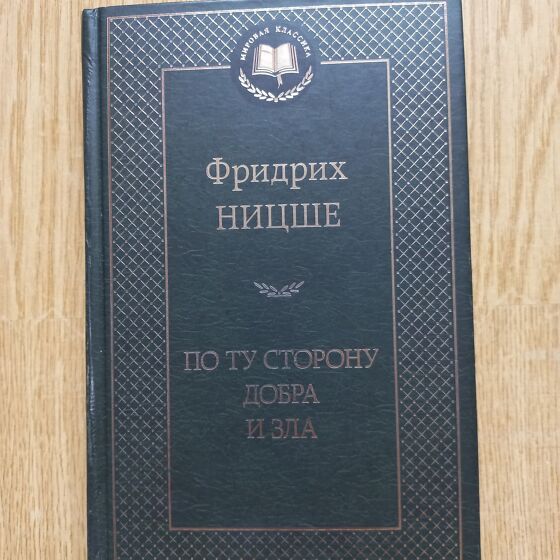 МИРОВАЯ КЛАССИКА
Фридрих
НИЦШЕ
ПО ТУ СТОРОНУ
ДОБРА
И ЗЛА